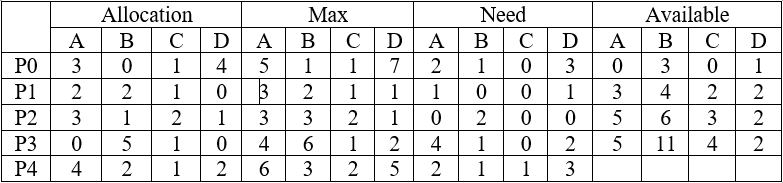 Allocation Max Need Available
A B C D A B C D A B C D A B C D
P0 3 0 1 4 5 1 1 7 2 1 0 3 0 3 0 1
P1 2 2 1 0 3 2 1 1 1 0 0 1 3 4 2 2
P2 3 1 2 1 3 3 2 1 0 2 0 0 5 6 3 2
P3 0 5 1 0 4 6 1 2 4 1 0 2 5 11 4 2
P4 4 2 1 2 6 3 2 5 2 1 1 3